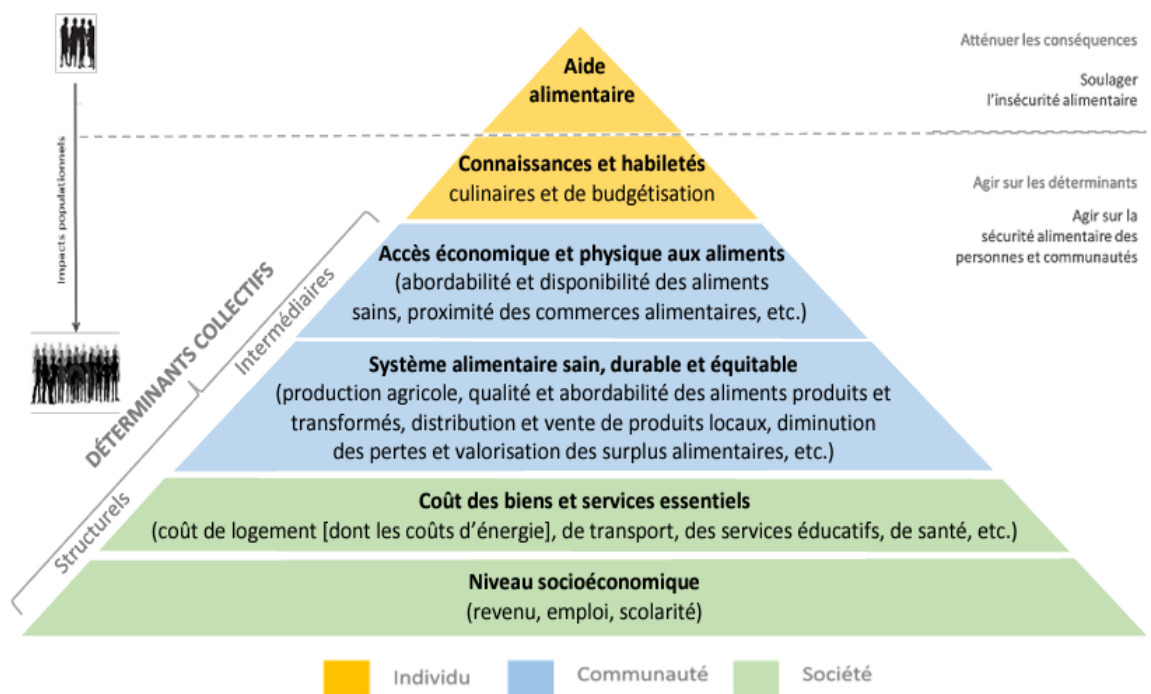 Aide
alimentaire
Atténuer les conséquences
Soulager
l'insécurité alimentaire
Impacts populationnels
Connaissances et habiletés
culinaires et de budgétisation
Agir sur les déterminants
Agir sur la
sécurité alimentaire des
personnes et communautés
DÉTERMINANTS COLLECTIFS
Intermédiaires
Structurels
Accès économique et physique aux aliments
(abordabilité et disponibilité des aliments
sains, proximité des commerces alimentaires, etc.)
Système alimentaire sain, durable et équitable
(production agricole, qualité et abordabilité des aliments produits et
transformés, distribution et vente de produits locaux, diminution
des pertes et valorisation des surplus alimentaires, etc.)
Coût des biens et services essentiels
(coût de logement [dont les coûts d'énergie], de transport, des services éducatifs, de santé, etc.)
Niveau socioéconomique
(revenu, emploi, scolarité)
Individu
Communauté
Société